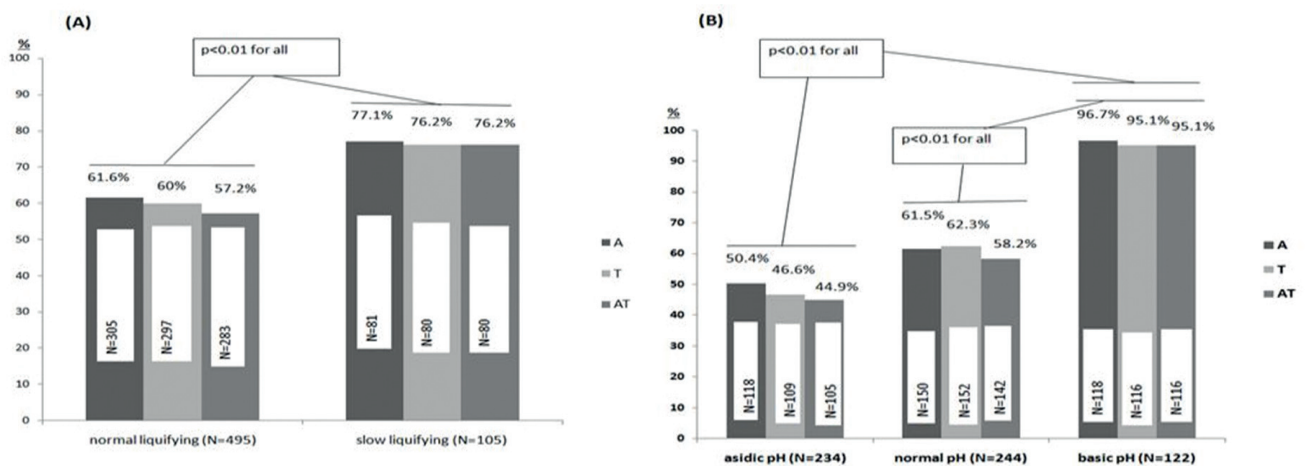 (A)
%
p<0.01 for all
100
90
80
70
60
50
40
30
20
10
0
61.6%
60%
57.2%
77.1%
76.2%
76.2%
N=305
N=297
N=283
N=81
N=80
N=80
normal liquifying (N=495)
slow liquifying (N=105)
A
T
AT
(B)
p<0.01 for all
p<0.01 for all
%
100
90
80
70
60
50
40
30
20
10
0
50.4%
46.6%
44.9%
61.5%
62.3%
58.2%
96.7%
95.1%
95.1%
N=118
N=109
N=105
N=150
N=152
N=142
N=118
N=116
N=116
asidic pH (N=234)
normal pH (N=244)
basic pH (N=122)
A
T
AT